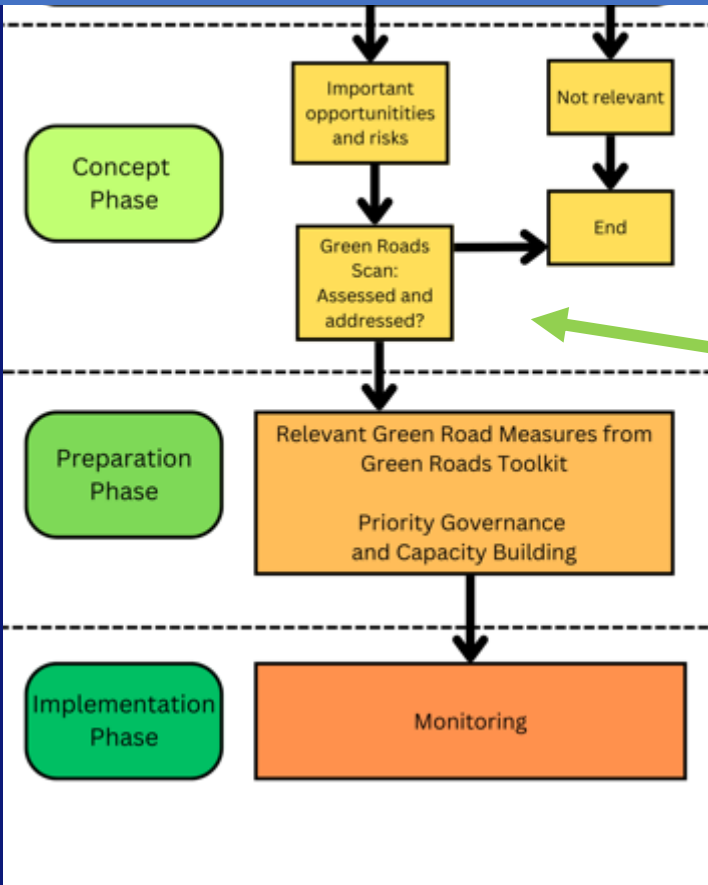 Important
opportunitities
and risks
Not relevant
Concept
Phase
Green Roads
Scan:
Assessed and
addressed?
End
Preparation
Phase
Relevant Green Road Measures from
Green Roads Toolkit
Priority Governance
and Capacity Building
Implementation
Phase
Monitoring